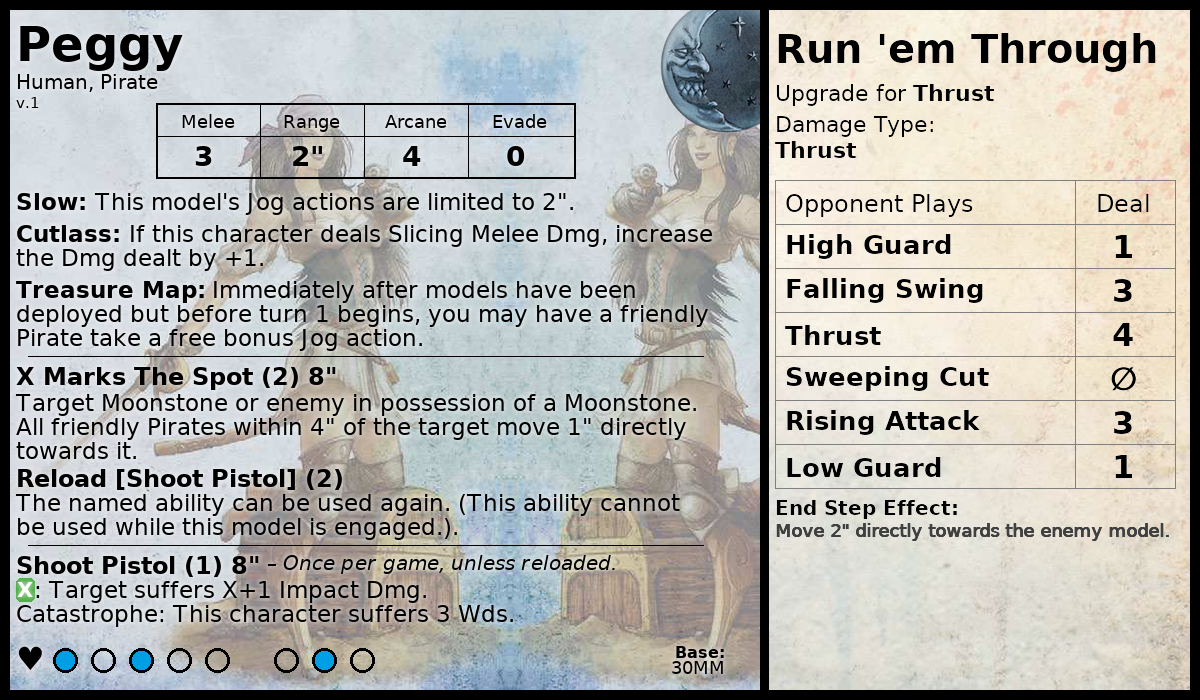 Peggy
Human, Pirate
v.1
Melee Range Arcane Evade
3 2" 4 0
Slow: This model's Jog actions are limited to 2".
Cutlass: If this character deals Slicing Melee Dmg, increase
the Dmg dealt by +1.
Treasure Map: Immediately after models have been
deployed but before turn 1 begins, you may have a friendly
Pirate take a free bonus Jog action.
X Marks The Spot (2) 8"
Target Moonstone or enemy in possession of a Moonstone.
All friendly Pirates within 4" of the target move 1" directly
towards it.
Reload [Shoot Pistol] (2)
The named ability can be used again. (This ability cannot
be used while this model is engaged.).
Shoot Pistol (1) 8" – Once per game, unless reloaded.
X: Target suffers X+1 Impact Dmg.
Catastrophe: This character suffers 3 Wds.
Base:
30MM
Run 'em Through
Upgrade for Thrust
Damage Type:
Thrust
Opponent Plays Deal
High Guard 1
Falling Swing 3
Thrust 4
Sweeping Cut ∅
Rising Attack 3
Low Guard 1
End Step Effect:
Move 2" directly towards the enemy model.